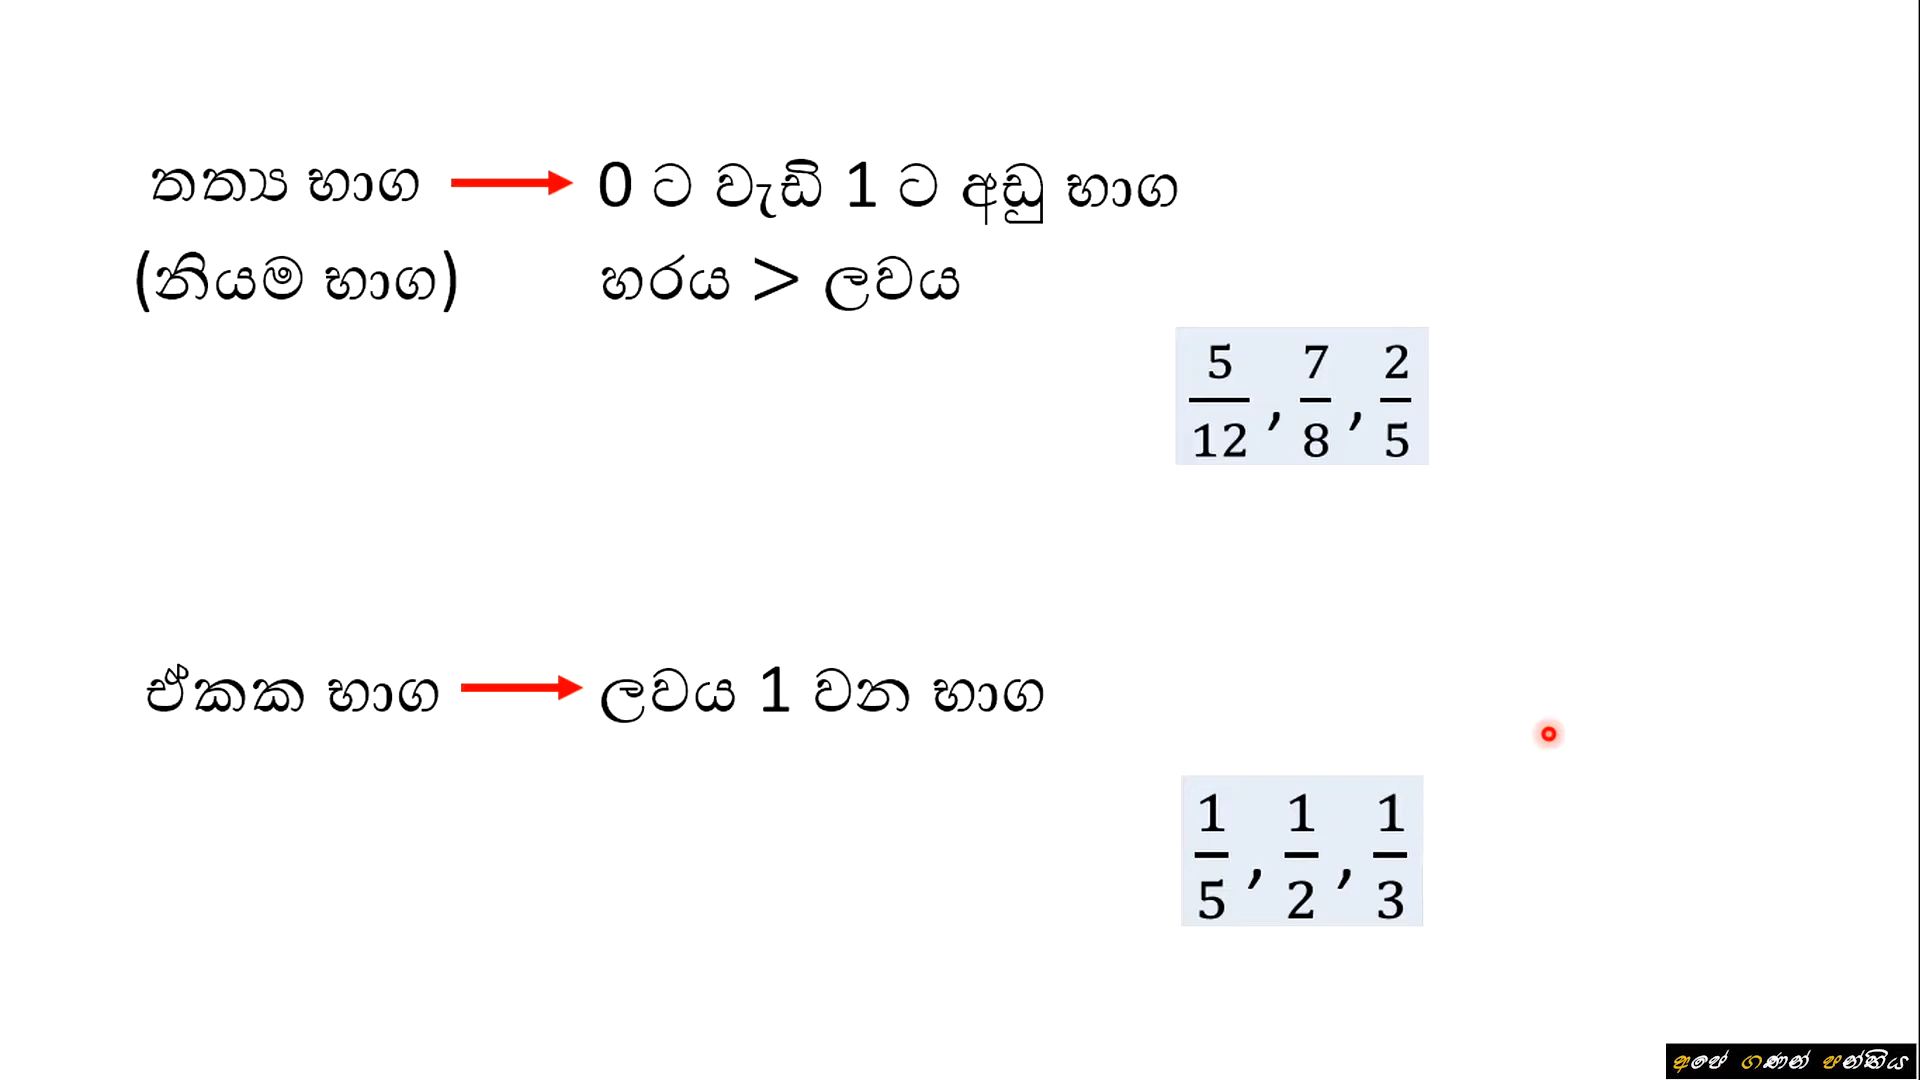 තත්‍ය භාග → 0 ට වැඩි 1 ට අඩු භාග
(නියම භාග) හරය > ලවය
5/12 , 7/8 , 2/5
ඒකක භාග → ලවය 1 වන භාග
1/5 , 1/2 , 1/3
අපේ ගණන් පන්තිය